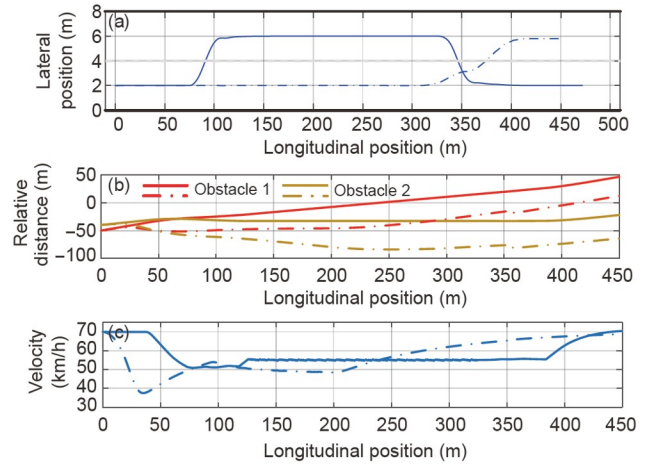 (a)
Lateral
position (m)
8
6
4
2
0
0 50 100 150 200 250 300 350 400 450 500
Longitudinal position (m)
(b)
Obstacle 1 Obstacle 2
Relative
distance (m)
50
0
−50
−100
0 50 100 150 200 250 300 350 400 450
Longitudinal position (m)
(c)
Velocity
(km/h)
70
60
50
40
30
0 50 100 150 200 250 300 350 400 450
Longitudinal position (m)